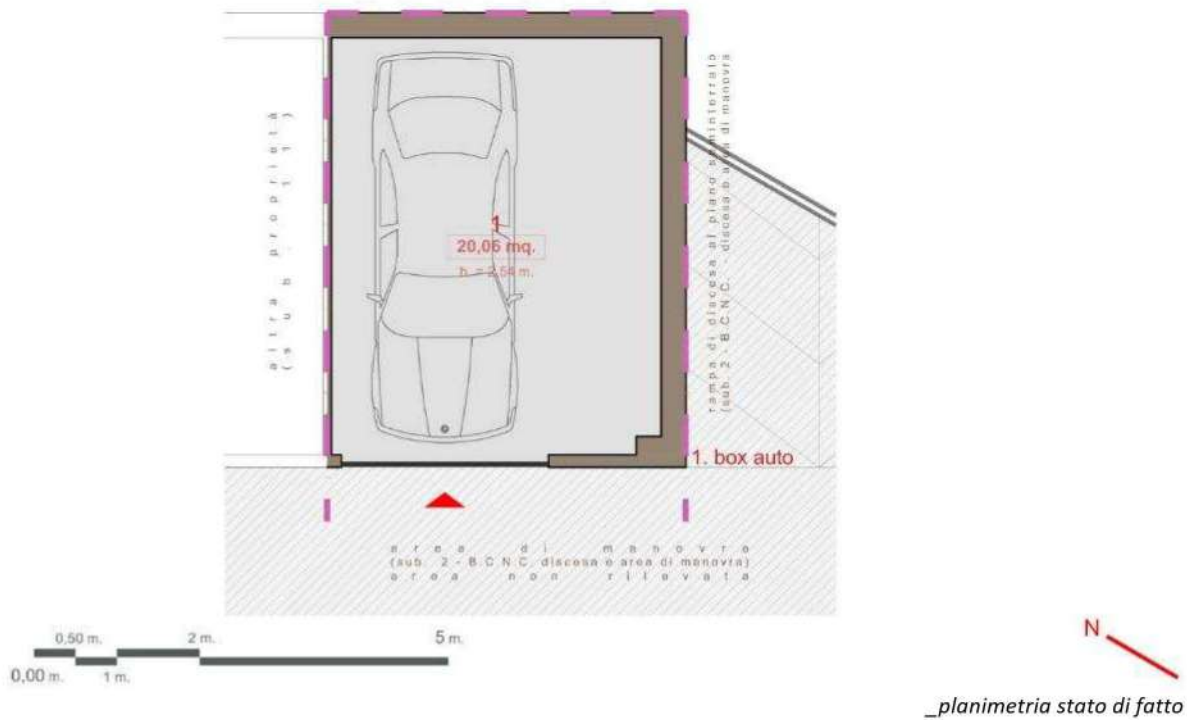 altra proprietà
(sub. 11)
1
20,06 mq.
h. = 2,54 m.
rampa di discesa al piano seminterrato
(sub. 2 - B.C.N.C. - discesa e area di manovra
1. box auto
area di manovra
(sub. 2 - B.C.N.C. discesa e area di manovra)
area non rilevata
0,50 m. 2 m. 5 m.
0,00 m. 1 m.
N
_planimetria stato di fatto